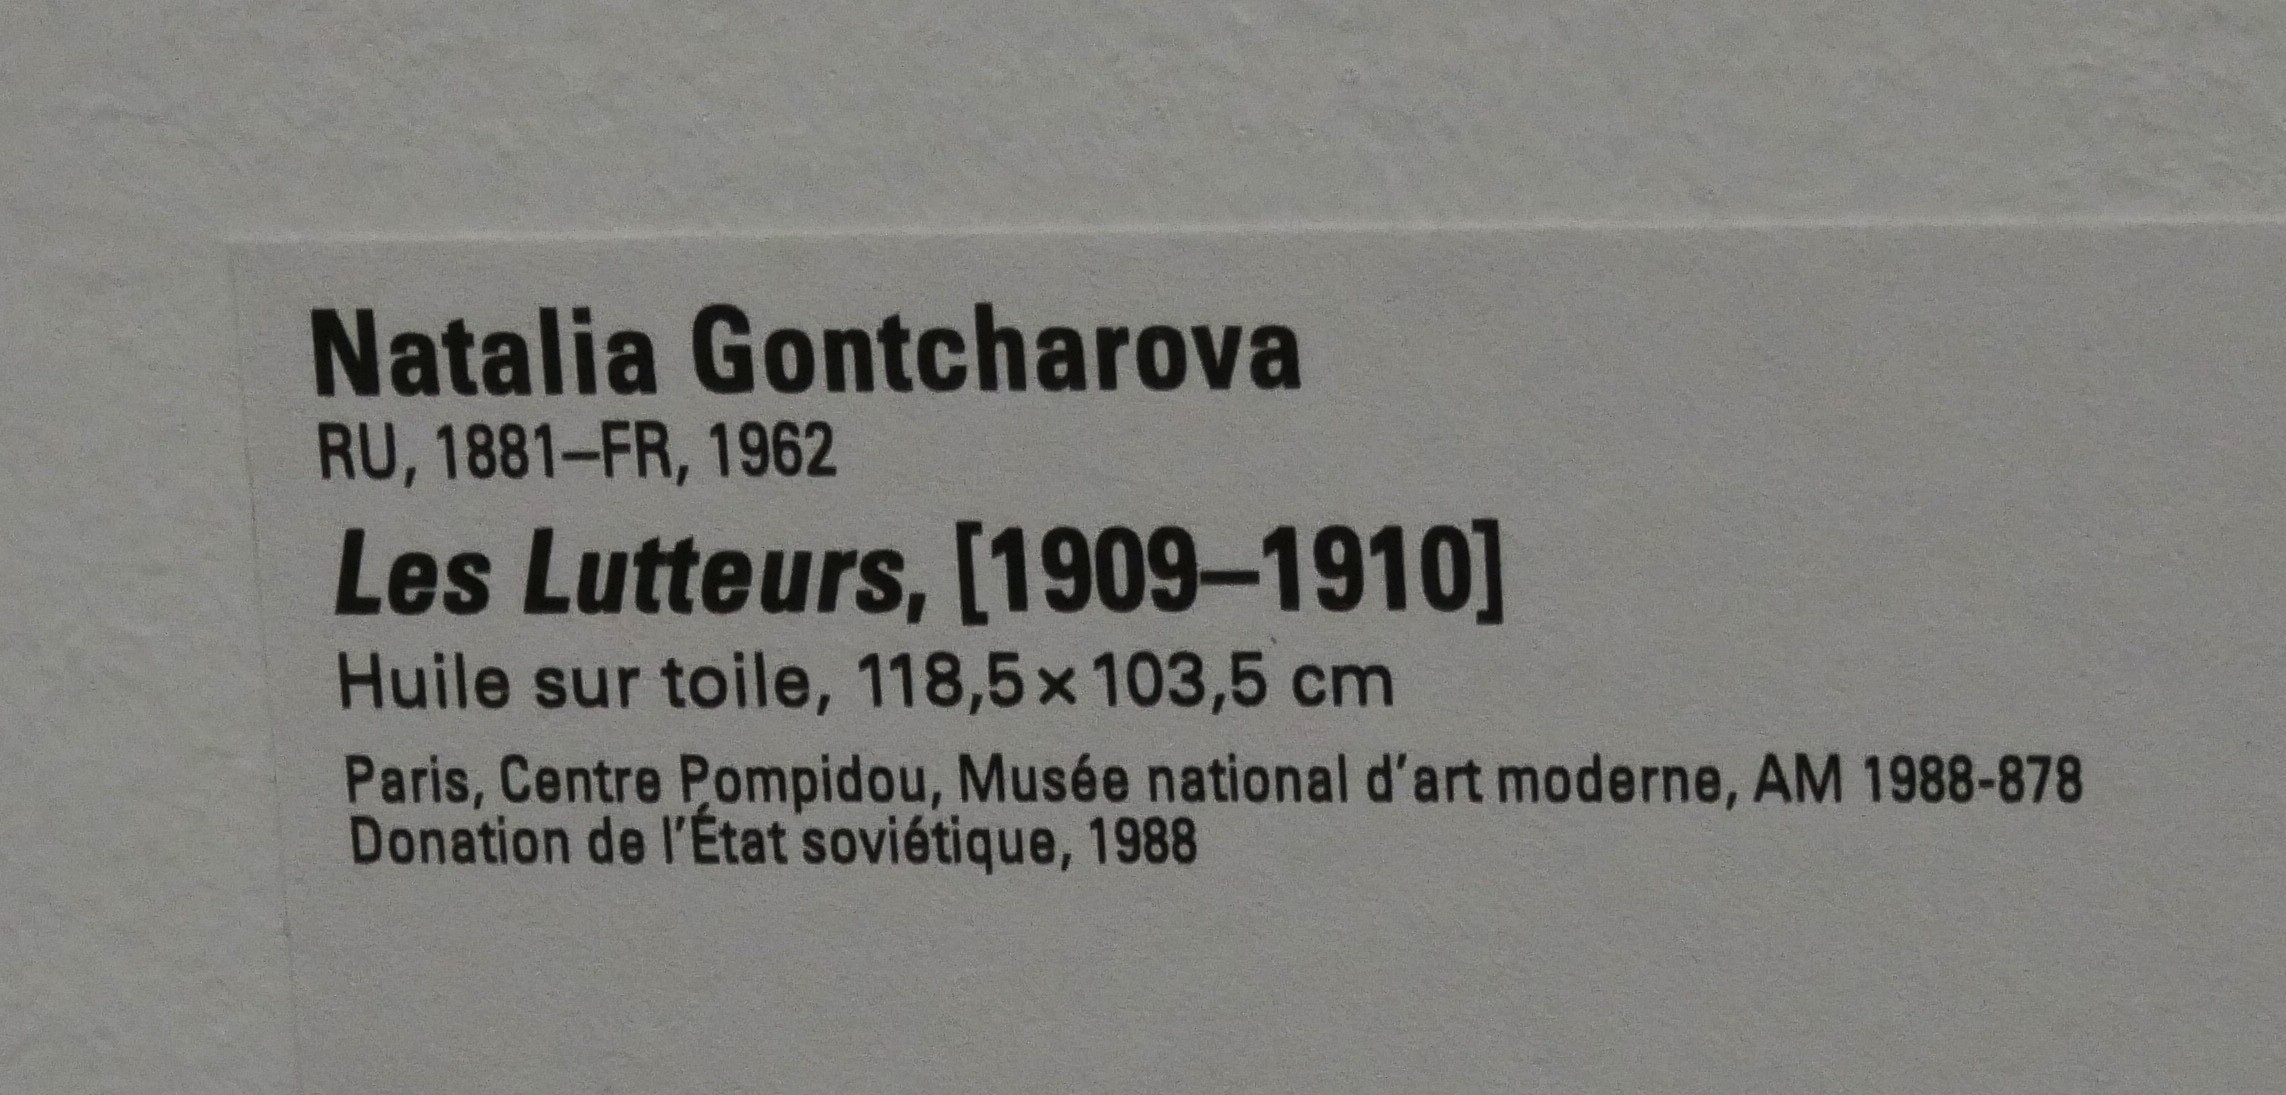 Natalia Gontcharova
RU, 1881–FR, 1962
Les Lutteurs, [1909–1910]
Huile sur toile, 118,5 x 103,5 cm
Paris, Centre Pompidou, Musée national d'art moderne, AM 1988-878
Donation de l'État soviétique, 1988